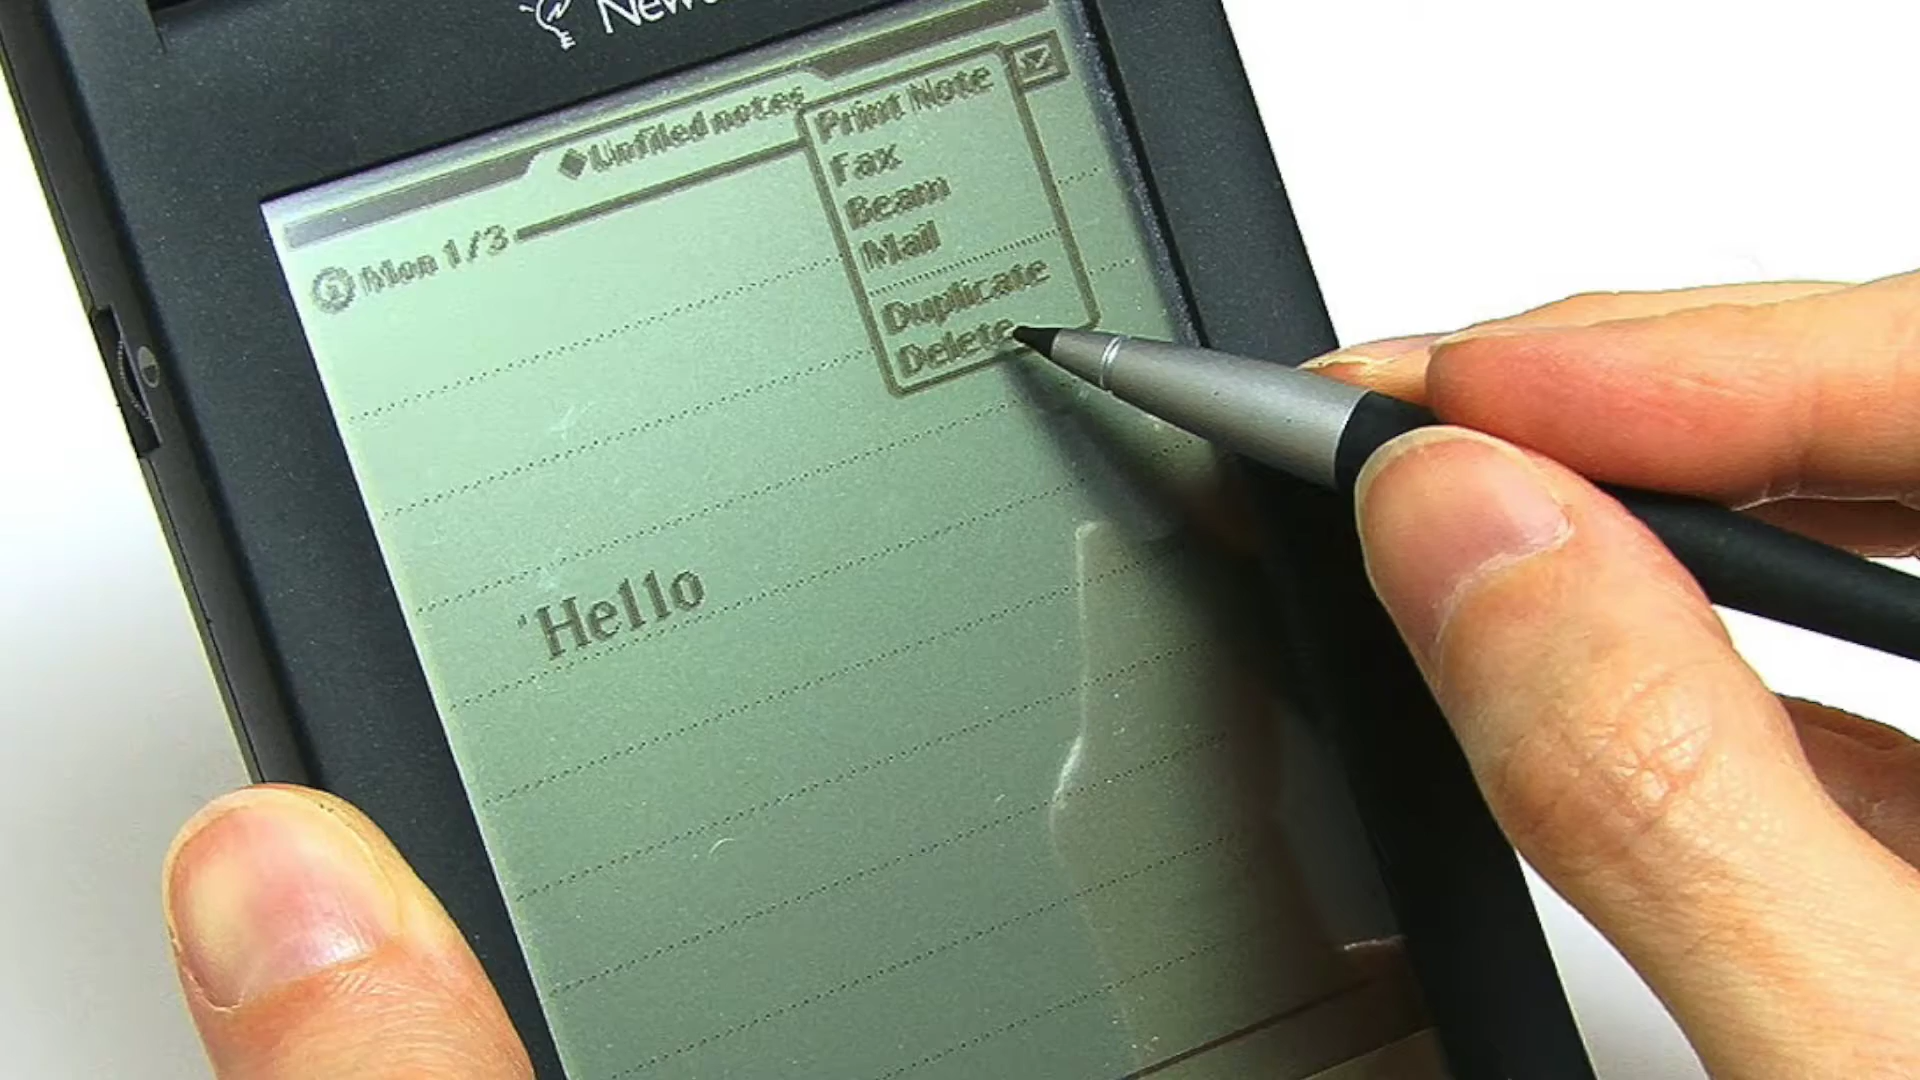 Unfiled notes
Print Note
Fax
Beam
Mail
Duplicate
Delete
Mon 1/3
'Hello